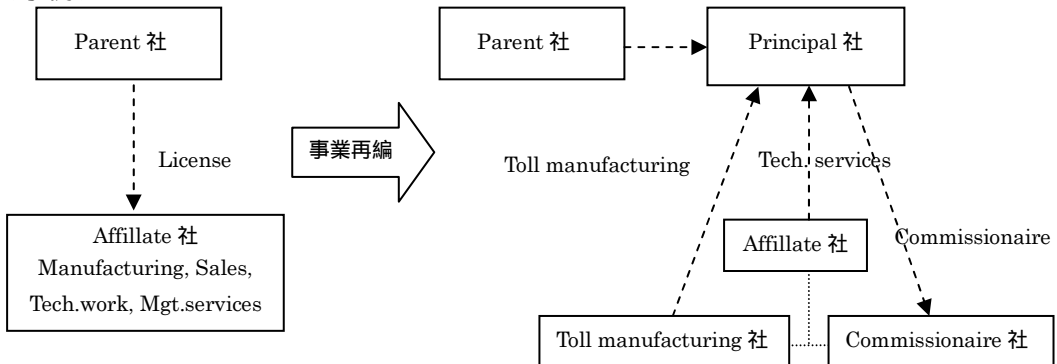 Parent 社
Parent 社
Principal 社
License
事業再編
Toll manufacturing
Tech. services
Affillate 社
Manufacturing, Sales,
Tech.work, Mgt.services
Affillate 社
Commissionaire
Toll manufacturing 社
Commissionaire 社